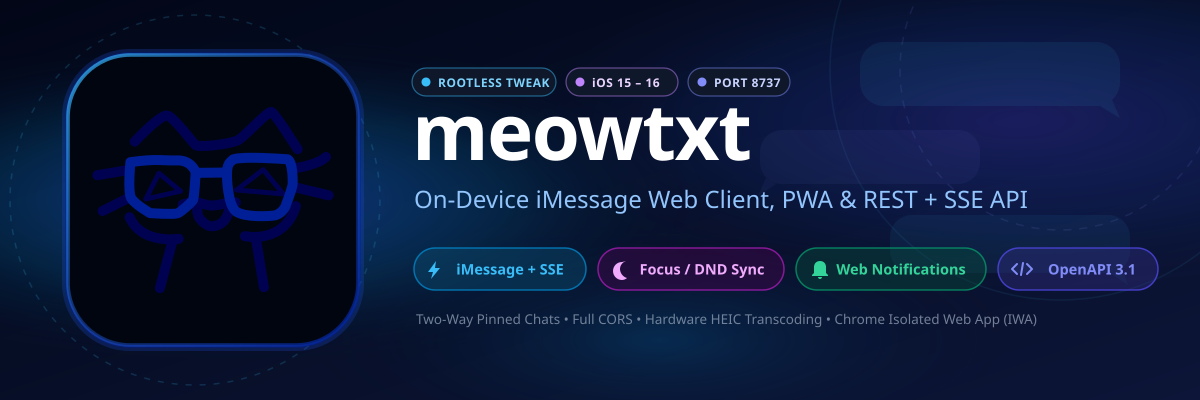 ROOTLESS TWEAK iOS 15 – 16 PORT 8737
meowtxt
On-Device iMessage Web Client, PWA & REST + SSE API
iMessage + SSE Focus / DND Sync Web Notifications </> OpenAPI 3.1
Two-Way Pinned Chats • Full CORS • Hardware HEIC Transcoding • Chrome Isolated Web App (IWA)